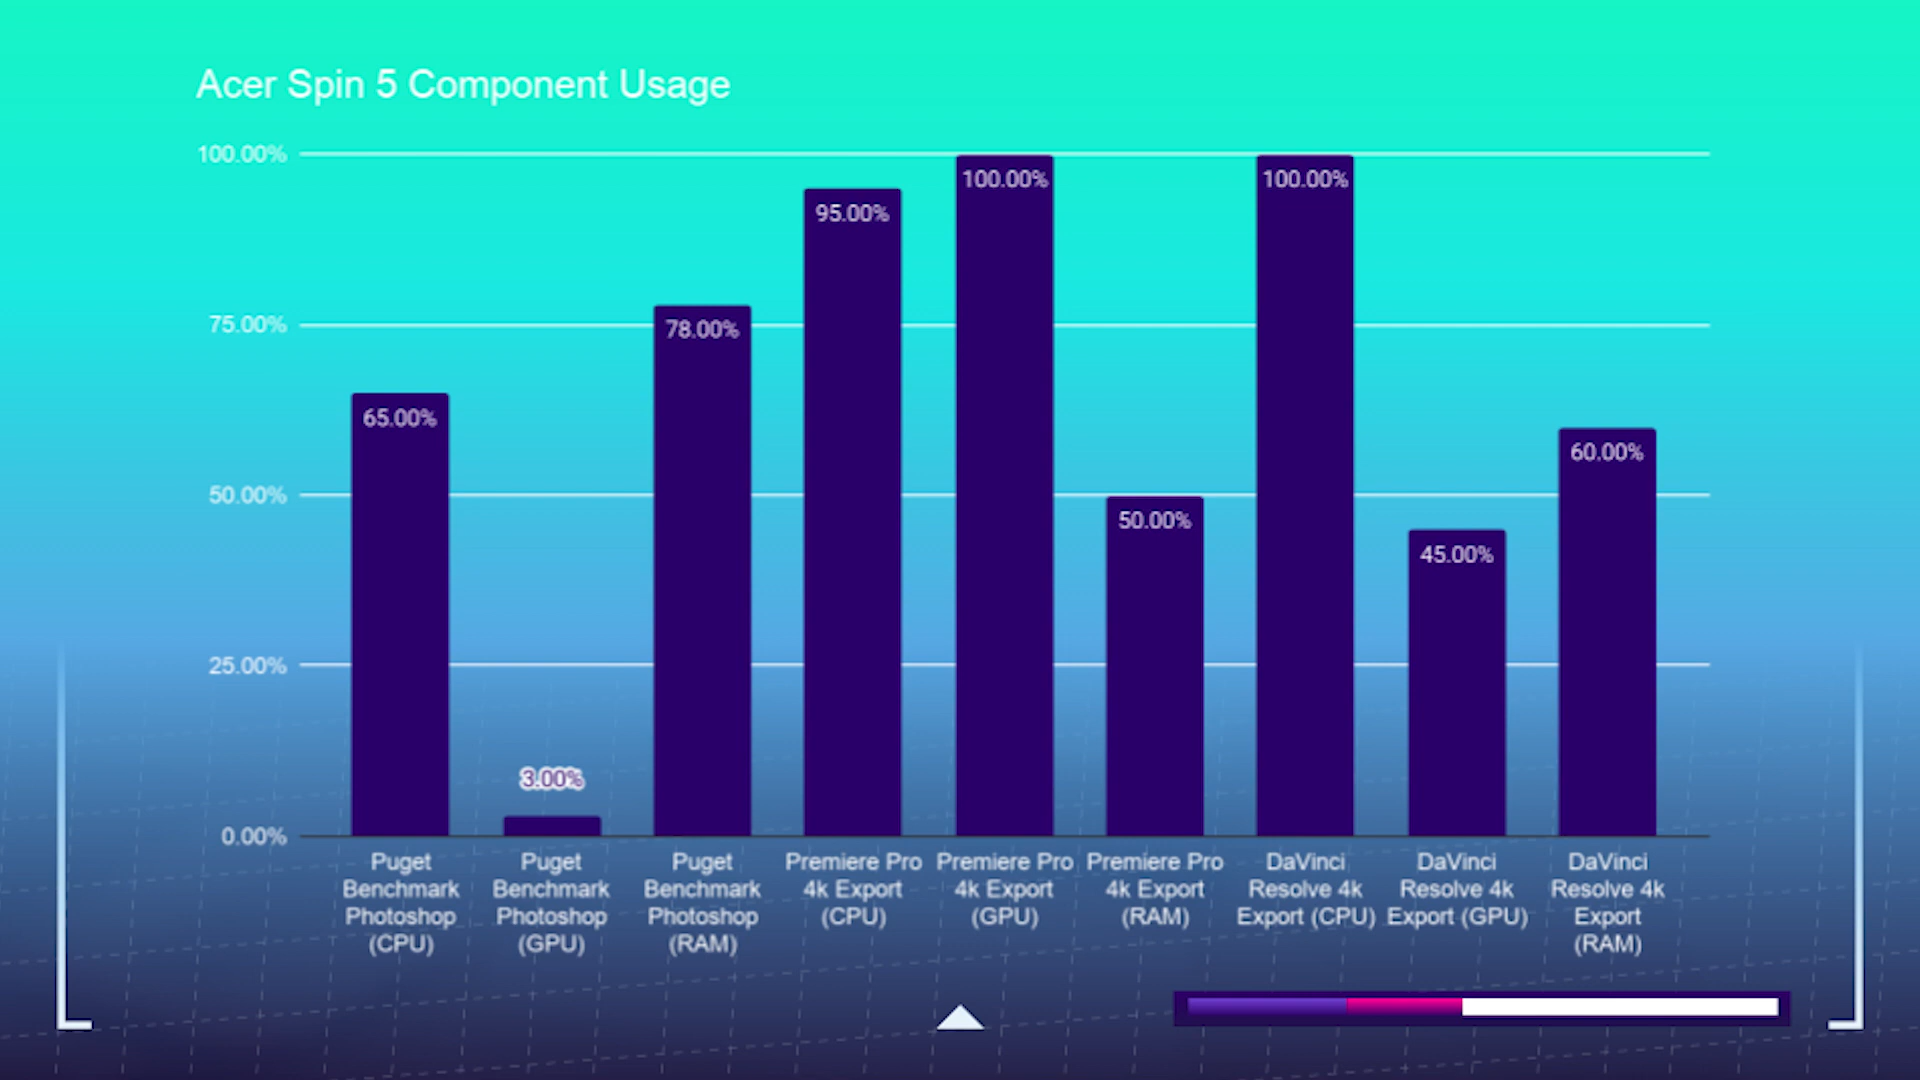 Acer Spin 5 Component Usage
100.00%
75.00%
50.00%
25.00%
0.00%
65.00%
3.00%
78.00%
95.00%
100.00%
50.00%
100.00%
45.00%
60.00%
Puget
Benchmark
Photoshop
(CPU)
Puget
Benchmark
Photoshop
(GPU)
Puget
Benchmark
Photoshop
(RAM)
Premiere Pro
4k Export
(CPU)
Premiere Pro
4k Export
(GPU)
Premiere Pro
4k Export
(RAM)
DaVinci
Resolve 4k
Export (CPU)
DaVinci
Resolve 4k
Export (GPU)
DaVinci
Resolve 4k
Export
(RAM)